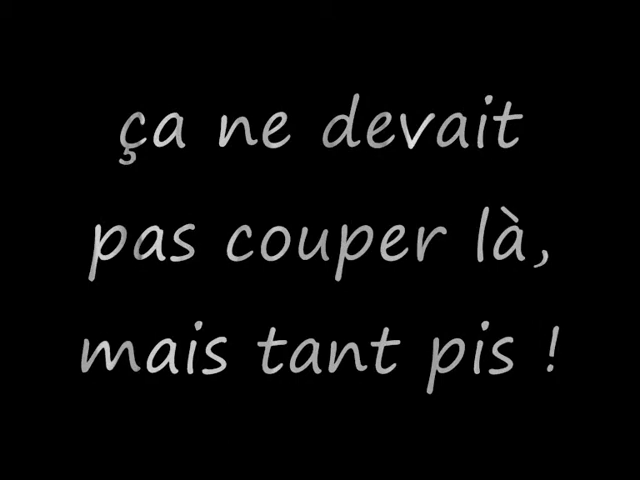 ça ne devait
pas couper là,
mais tant pis !